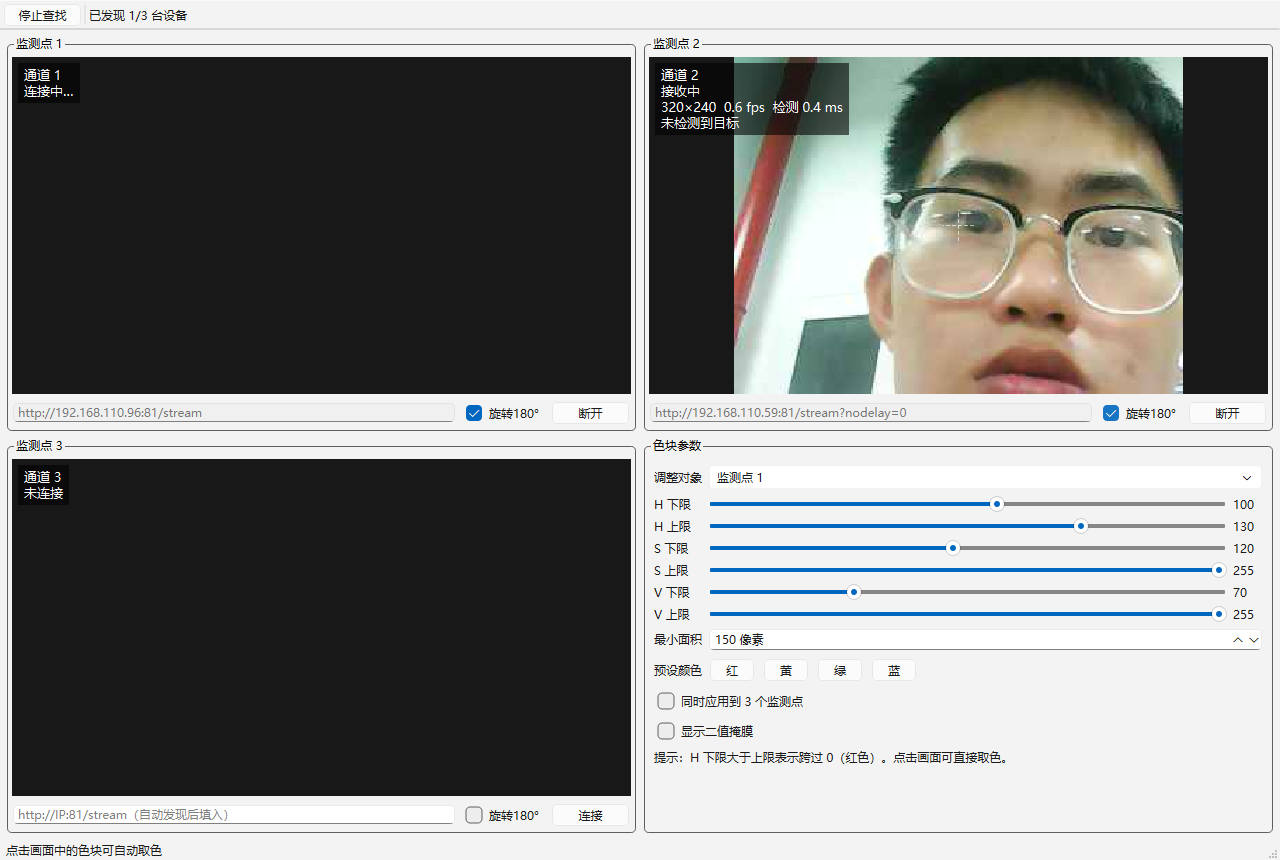 停止查找 已发现 1/3 台设备
监测点 1
通道 1
连接中...
http://192.168.110.96:81/stream 旋转180° 断开
监测点 2
通道 2
接收中
320×240 0.6 fps 检测 0.4 ms
未检测到目标
http://192.168.110.59:81/stream?nodelay=0 旋转180° 断开
监测点 3
通道 3
未连接
http://IP:81/stream（自动发现后填入） 旋转180° 连接
色块参数
调整对象 监测点 1
H 下限 100
H 上限 130
S 下限 120
S 上限 255
V 下限 70
V 上限 255
最小面积 150 像素
预设颜色 红 黄 绿 蓝
同时应用到 3 个监测点
显示二值掩膜
提示：H 下限大于上限表示跨过 0（红色）。点击画面可直接取色。
点击画面中的色块可自动取色